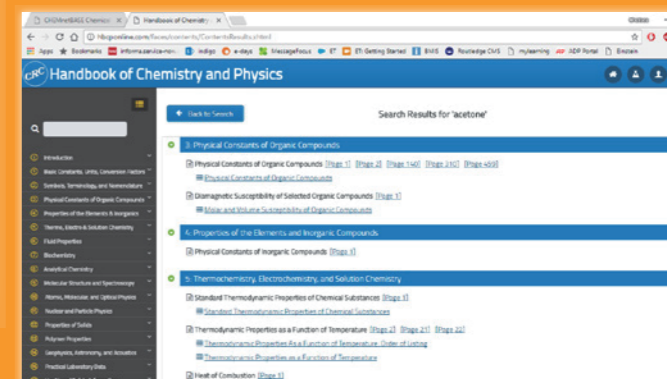 CHEMnetBASE Chemical
Handbook of Chemistry
hbcponline.com/faces/contents/ContentsResults.xhtml
Apps Bookmarks indigo e-days MessageFocus ET ETi Getting Started BMIS Routledge CMS mylearning ADP Portal Einstein
CRC Handbook of Chemistry and Physics
Back to Search
Search Results for 'acetone'
Introduction
Basic Constants, Units, Conversion Factors
Symbols, Terminology, and Nomenclature
Physical Constants of Organic Compounds
Properties of the Elements & Inorganics
Thermo, Electro & Solution Chemistry
Fluid Properties
Biochemistry
Analytical Chemistry
Molecular Structure and Spectroscopy
Atomic, Molecular, and Optical Physics
Nuclear and Particle Physics
Properties of Solids
Polymer Properties
Geophysics, Astronomy, and Acoustics
Practical Laboratory Data
3: Physical Constants of Organic Compounds
Physical Constants of Organic Compounds [Page 1] [Page 2] [Page 140] [Page 210] [Page 499]
Physical Constants of Organic Compounds
Diamagnetic Susceptibility of Selected Organic Compounds [Page 1]
Molar and Volume Susceptibility of Organic Compounds
4: Properties of the Elements and Inorganic Compounds
Physical Constants of Inorganic Compounds [Page 1]
5: Thermochemistry, Electrochemistry, and Solution Chemistry
Standard Thermodynamic Properties of Chemical Substances [Page 1]
Standard Thermodynamic Properties of Chemical Substances
Thermodynamic Properties as a Function of Temperature [Page 2] [Page 21] [Page 22]
Thermodynamic Properties As a Function of Temperature: Order of Listing
Thermodynamic Properties as a Function of Temperature
Heat of Combustion [Page 1]